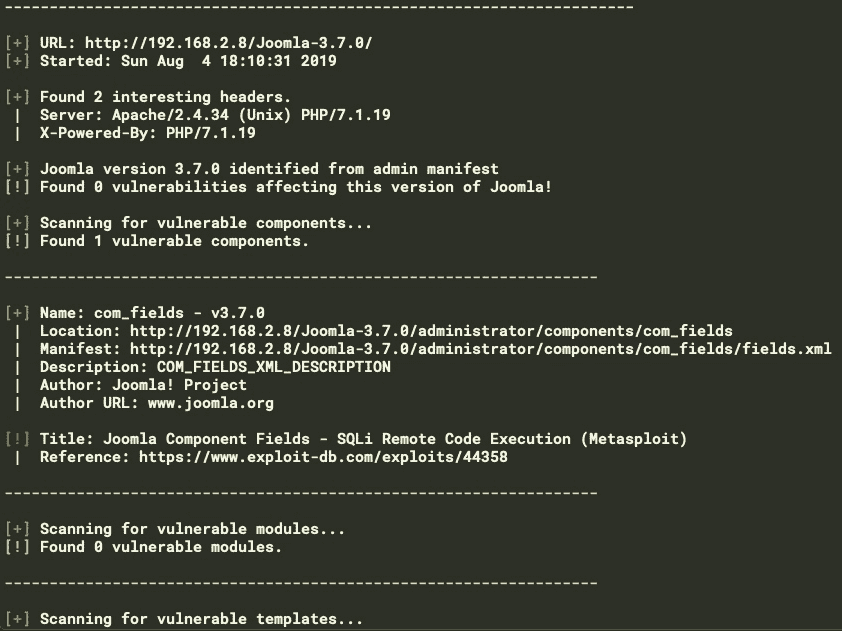 ----------------------------------------------------------------------
[+] URL: http://192.168.2.8/Joomla-3.7.0/
[+] Started: Sun Aug  4 18:10:31 2019
[+] Found 2 interesting headers.
 |  Server: Apache/2.4.34 (Unix) PHP/7.1.19
 |  X-Powered-By: PHP/7.1.19
[+] Joomla version 3.7.0 identified from admin manifest
[!] Found 0 vulnerabilities affecting this version of Joomla!
[+] Scanning for vulnerable components...
[!] Found 1 vulnerable components.
------------------------------------------------------------------
[+] Name: com_fields - v3.7.0
 |  Location: http://192.168.2.8/Joomla-3.7.0/administrator/components/com_fields
 |  Manifest: http://192.168.2.8/Joomla-3.7.0/administrator/components/com_fields/fields.xml
 |  Description: COM_FIELDS_XML_DESCRIPTION
 |  Author: Joomla! Project
 |  Author URL: www.joomla.org
[!] Title: Joomla Component Fields - SQLi Remote Code Execution (Metasploit)
 |  Reference: https://www.exploit-db.com/exploits/44358
------------------------------------------------------------------
[+] Scanning for vulnerable modules...
[!] Found 0 vulnerable modules.
------------------------------------------------------------------
[+] Scanning for vulnerable templates...